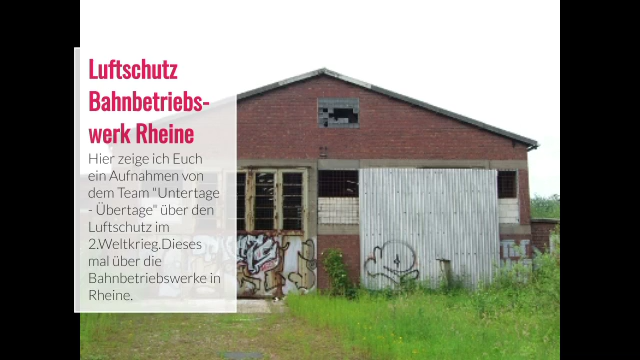 Luftschutz
Bahnbetriebs-
werk Rheine
Hier zeige ich Euch
ein Aufnahmen von
dem Team "Untertage
- Übertage" über den
Luftschutz im
2.Weltkrieg.Dieses
mal über die
Bahnbetriebswerke in
Rheine.